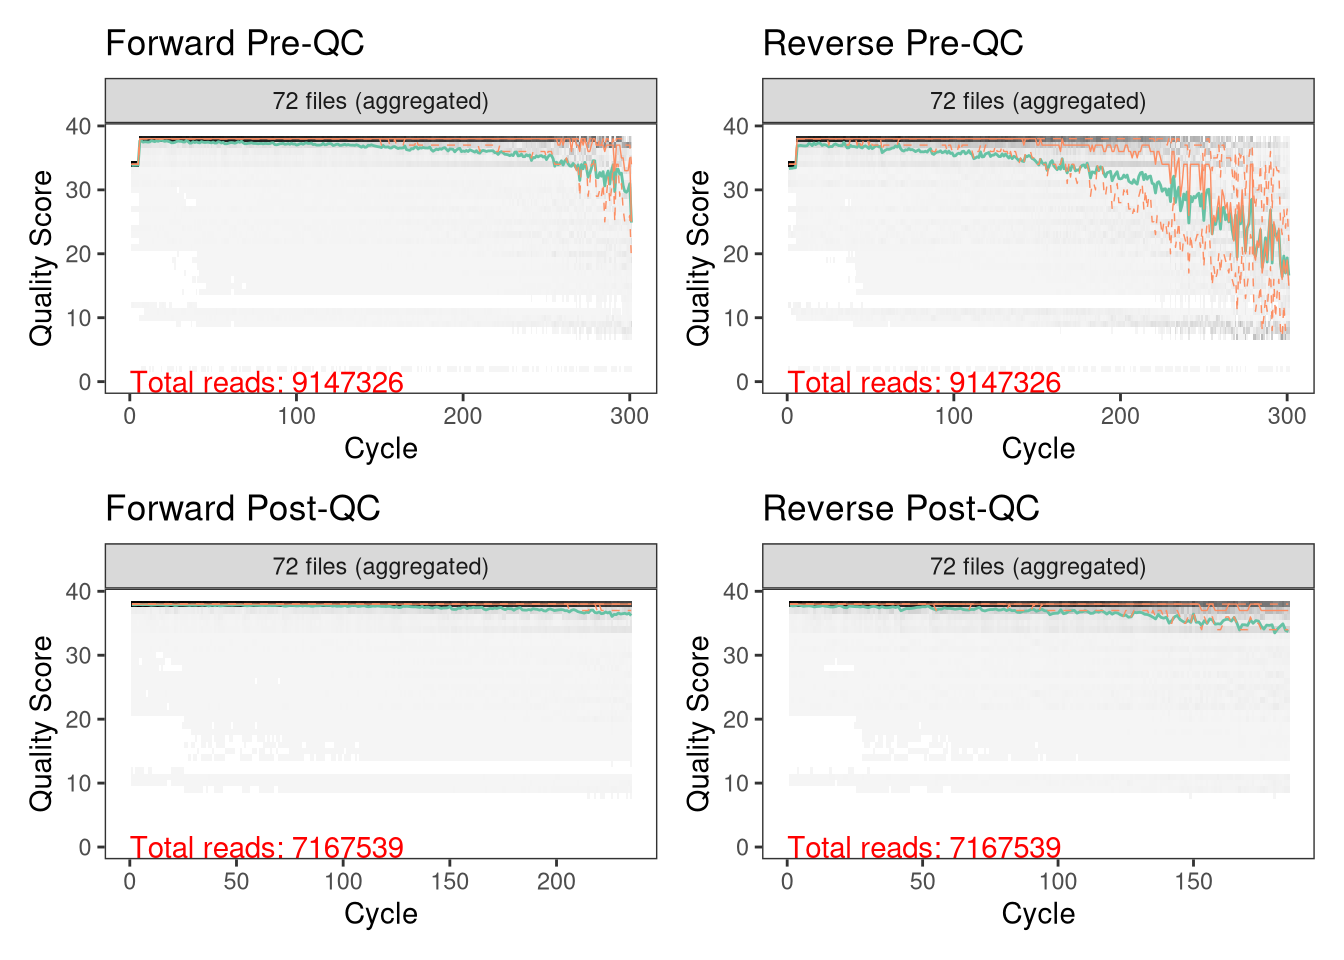 Forward Pre-QC
72 files (aggregated)
Quality Score
40
30
20
10
0
Total reads: 9147326
0 100 200 300
Cycle
Reverse Pre-QC
72 files (aggregated)
Quality Score
40
30
20
10
0
Total reads: 9147326
0 100 200 300
Cycle
Forward Post-QC
72 files (aggregated)
Quality Score
40
30
20
10
0
Total reads: 7167539
0 50 100 150 200
Cycle
Reverse Post-QC
72 files (aggregated)
Quality Score
40
30
20
10
0
Total reads: 7167539
0 50 100 150
Cycle